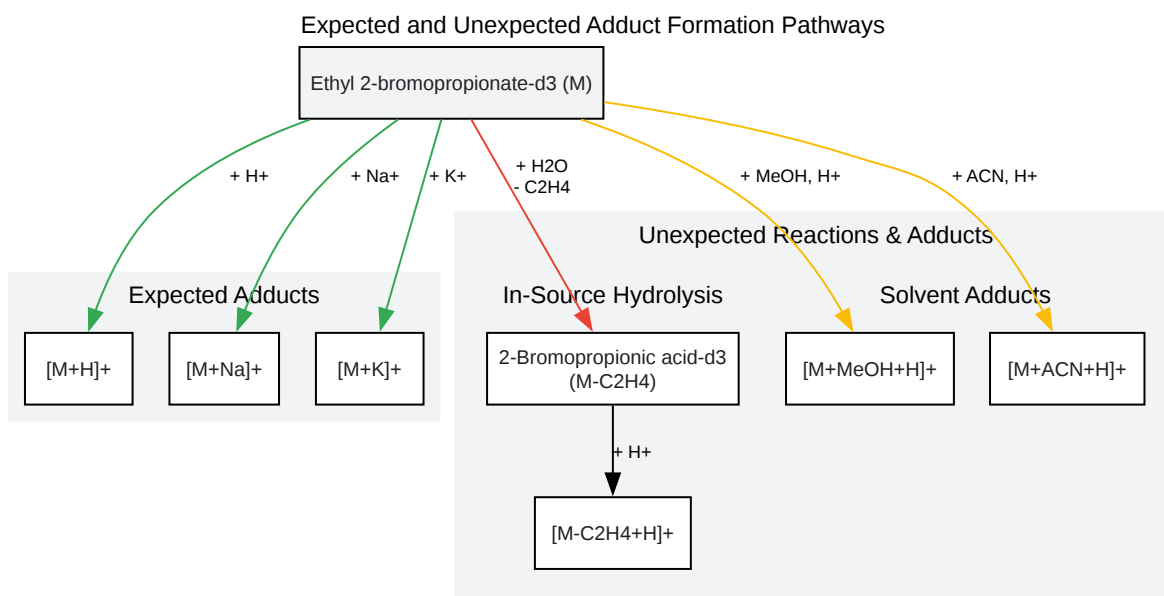 Expected and Unexpected Adduct Formation Pathways
Ethyl 2-bromopropionate-d3 (M)
+ H+
+ Na+
+ K+
+ H2O
- C2H4
+ MeOH, H+
+ ACN, H+
Unexpected Reactions & Adducts
Expected Adducts
In-Source Hydrolysis
Solvent Adducts
[M+H]+
[M+Na]+
[M+K]+
2-Bromopropionic acid-d3
(M-C2H4)
[M+MeOH+H]+
[M+ACN+H]+
+ H+
[M-C2H4+H]+